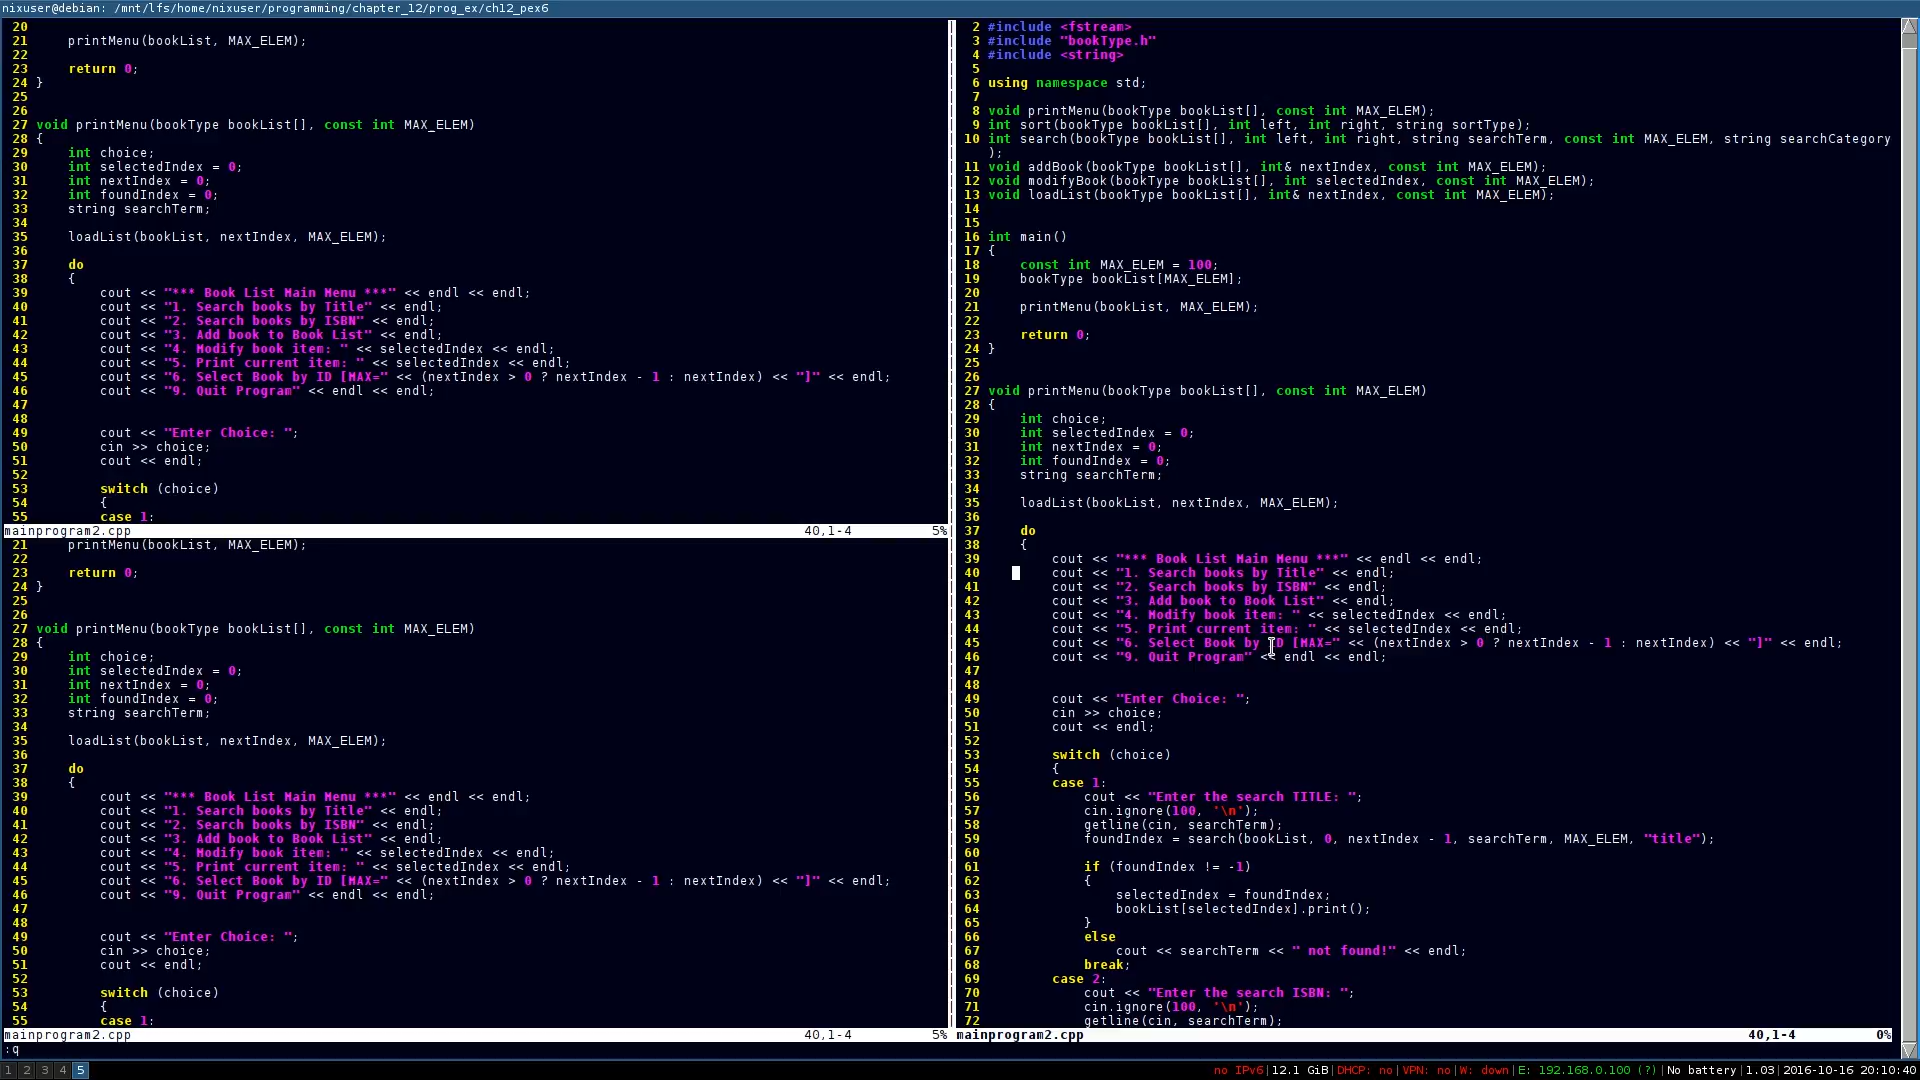 nixuser@debian: /mnt/lfs/home/nixuser/programming/chapter_12/prog_ex/ch12_pex6
20
21     printMenu(bookList, MAX_ELEM);
22
23     return 0;
24 }
25
26
27 void printMenu(bookType bookList[], const int MAX_ELEM)
28 {
29     int choice;
30     int selectedIndex = 0;
31     int nextIndex = 0;
32     int foundIndex = 0;
33     string searchTerm;
34
35     loadList(bookList, nextIndex, MAX_ELEM);
36
37     do
38     {
39         cout << "*** Book List Main Menu ***" << endl << endl;
40         cout << "1. Search books by Title" << endl;
41         cout << "2. Search books by ISBN" << endl;
42         cout << "3. Add book to Book List" << endl;
43         cout << "4. Modify book item: " << selectedIndex << endl;
44         cout << "5. Print current item: " << selectedIndex << endl;
45         cout << "6. Select Book by ID [MAX=" << (nextIndex > 0 ? nextIndex - 1 : nextIndex) << "]" << endl;
46         cout << "9. Quit Program" << endl << endl;
47
48
49         cout << "Enter Choice: ";
50         cin >> choice;
51         cout << endl;
52
53         switch (choice)
54         {
55         case 1:
mainprogram2.cpp 40,1-4 5%
21     printMenu(bookList, MAX_ELEM);
22
23     return 0;
24 }
25
26
27 void printMenu(bookType bookList[], const int MAX_ELEM)
28 {
29     int choice;
30     int selectedIndex = 0;
31     int nextIndex = 0;
32     int foundIndex = 0;
33     string searchTerm;
34
35     loadList(bookList, nextIndex, MAX_ELEM);
36
37     do
38     {
39         cout << "*** Book List Main Menu ***" << endl << endl;
40         cout << "1. Search books by Title" << endl;
41         cout << "2. Search books by ISBN" << endl;
42         cout << "3. Add book to Book List" << endl;
43         cout << "4. Modify book item: " << selectedIndex << endl;
44         cout << "5. Print current item: " << selectedIndex << endl;
45         cout << "6. Select Book by ID [MAX=" << (nextIndex > 0 ? nextIndex - 1 : nextIndex) << "]" << endl;
46         cout << "9. Quit Program" << endl << endl;
47
48
49         cout << "Enter Choice: ";
50         cin >> choice;
51         cout << endl;
52
53         switch (choice)
54         {
55         case 1:
mainprogram2.cpp 40,1-4 5%
:q
2 #include <fstream>
3 #include "bookType.h"
4 #include <string>
5
6 using namespace std;
7
8 void printMenu(bookType bookList[], const int MAX_ELEM);
9 int sort(bookType bookList[], int left, int right, string sortType);
10 int search(bookType bookList[], int left, int right, string searchTerm, const int MAX_ELEM, string searchCategory
);
11 void addBook(bookType bookList[], int& nextIndex, const int MAX_ELEM);
12 void modifyBook(bookType bookList[], int selectedIndex, const int MAX_ELEM);
13 void loadList(bookType bookList[], int& nextIndex, const int MAX_ELEM);
14
15
16 int main()
17 {
18     const int MAX_ELEM = 100;
19     bookType bookList[MAX_ELEM];
20
21     printMenu(bookList, MAX_ELEM);
22
23     return 0;
24 }
25
26
27 void printMenu(bookType bookList[], const int MAX_ELEM)
28 {
29     int choice;
30     int selectedIndex = 0;
31     int nextIndex = 0;
32     int foundIndex = 0;
33     string searchTerm;
34
35     loadList(bookList, nextIndex, MAX_ELEM);
36
37     do
38     {
39         cout << "*** Book List Main Menu ***" << endl << endl;
40         cout << "1. Search books by Title" << endl;
41         cout << "2. Search books by ISBN" << endl;
42         cout << "3. Add book to Book List" << endl;
43         cout << "4. Modify book item: " << selectedIndex << endl;
44         cout << "5. Print current item: " << selectedIndex << endl;
45         cout << "6. Select Book by ID [MAX=" << (nextIndex > 0 ? nextIndex - 1 : nextIndex) << "]" << endl;
46         cout << "9. Quit Program" << endl << endl;
47
48
49         cout << "Enter Choice: ";
50         cin >> choice;
51         cout << endl;
52
53         switch (choice)
54         {
55         case 1:
56             cout << "Enter the search TITLE: ";
57             cin.ignore(100, '\n');
58             getline(cin, searchTerm);
59             foundIndex = search(bookList, 0, nextIndex - 1, searchTerm, MAX_ELEM, "title");
60
61             if (foundIndex != -1)
62             {
63                 selectedIndex = foundIndex;
64                 bookList[selectedIndex].print();
65             }
66             else
67                 cout << searchTerm << " not found!" << endl;
68             break;
69         case 2:
70             cout << "Enter the search ISBN: ";
71             cin.ignore(100, '\n');
72             getline(cin, searchTerm);
mainprogram2.cpp 40,1-4 0%
1 2 3 4 5
no IPv6|12.1 GiB|DHCP: no|VPN: no|W: down|E: 192.168.0.100 (?)|No battery|1.03|2016-10-16 20:10:40